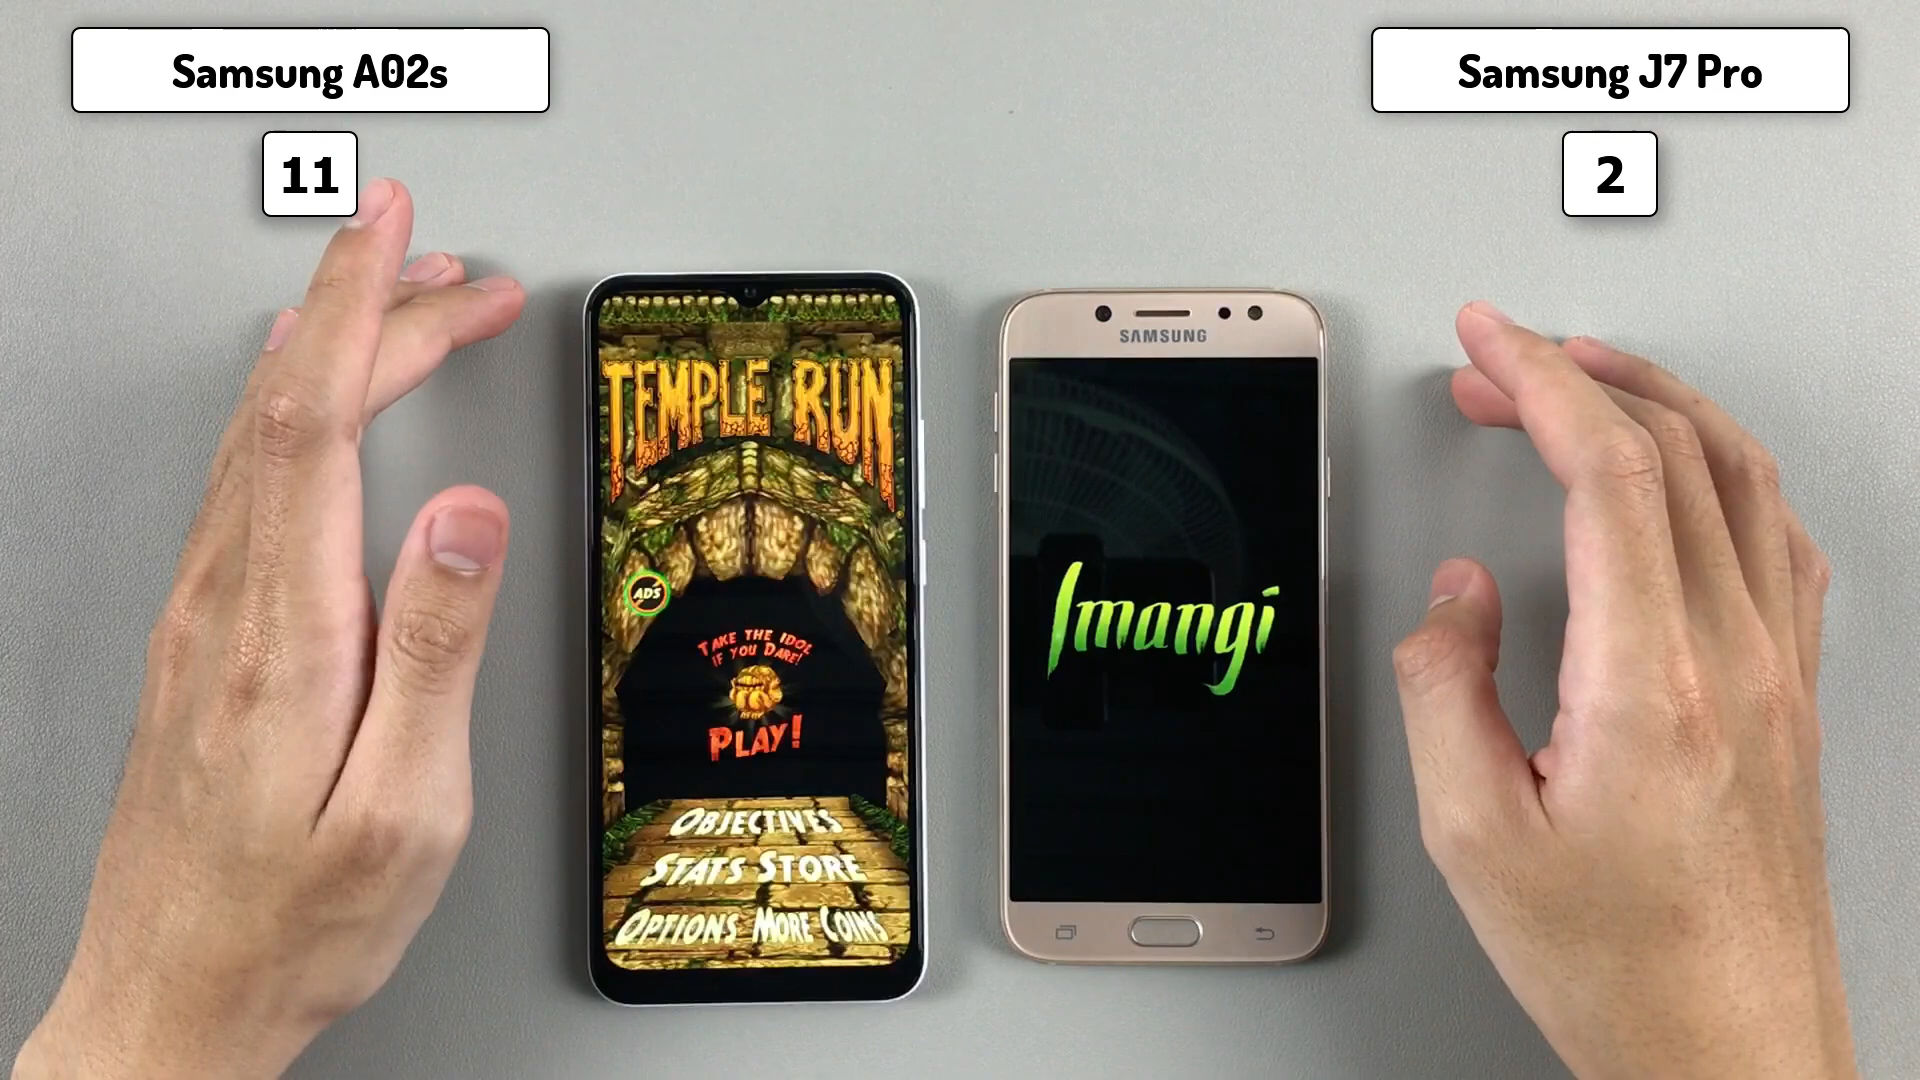 Samsung A02s
11
Samsung J7 Pro
2
TEMPLE RUN
ADS
TAKE THE IDOL
IF YOU DARE!
PLAY!
OBJECTIVES
STATS STORE
OPTIONS MORE COINS
SAMSUNG
Imangi